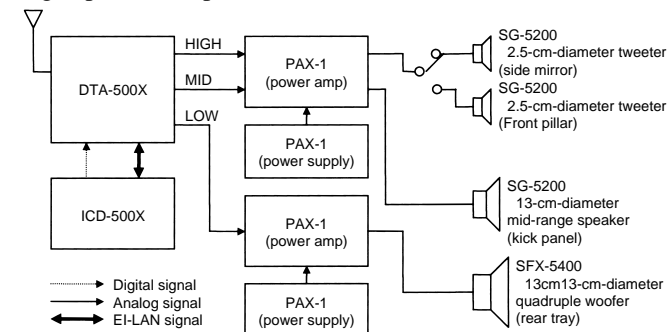 HIGH
MID
LOW
DTA-500X
ICD-500X
PAX-1
(power amp)
PAX-1
(power supply)
PAX-1
(power amp)
PAX-1
(power supply)
SG-5200
2.5-cm-diameter tweeter
(side mirror)
SG-5200
2.5-cm-diameter tweeter
(Front pillar)
SG-5200
13-cm-diameter
mid-range speaker
(kick panel)
SFX-5400
13cm13-cm-diameter
quadruple woofer
(rear tray)
Digital signal
Analog signal
EI-LAN signal